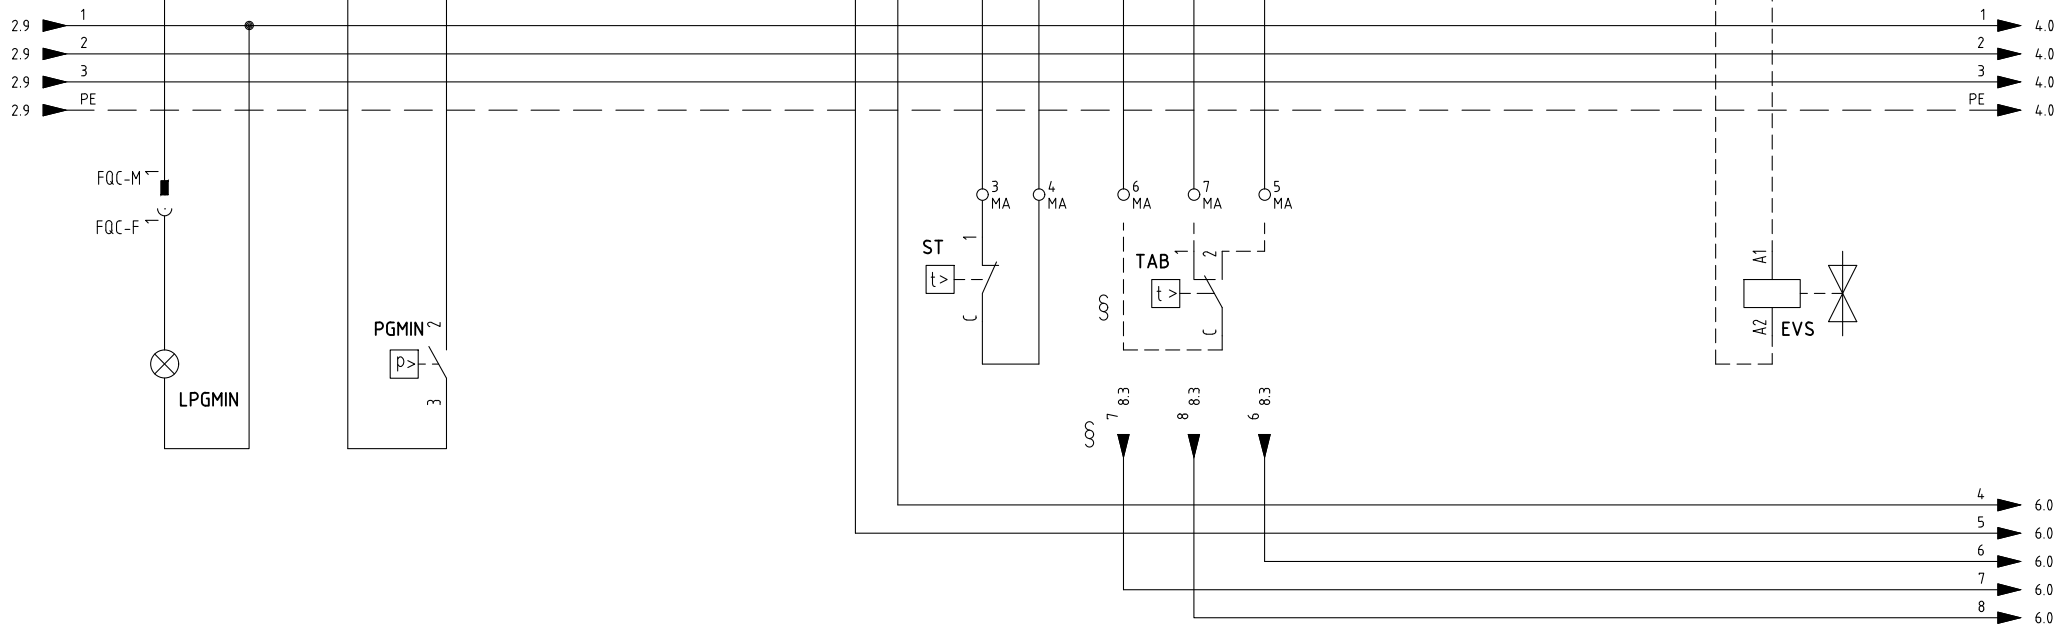 2.9 1 1 4.0
2.9 2 2 4.0
2.9 3 3 4.0
2.9 PE PE 4.0
FQC-M 1
FQC-F 1
3 4 6 7 5
MA MA MA MA MA
ST 1
t>
C
TAB 1 2
t>
C
§
A1
A2 EVS
PGMIN 2
p>
3
LPGMIN
8.3 8.3 8.3
§ 7 8 6
4 6.0
5 6.0
6 6.0
7 6.0
8 6.0